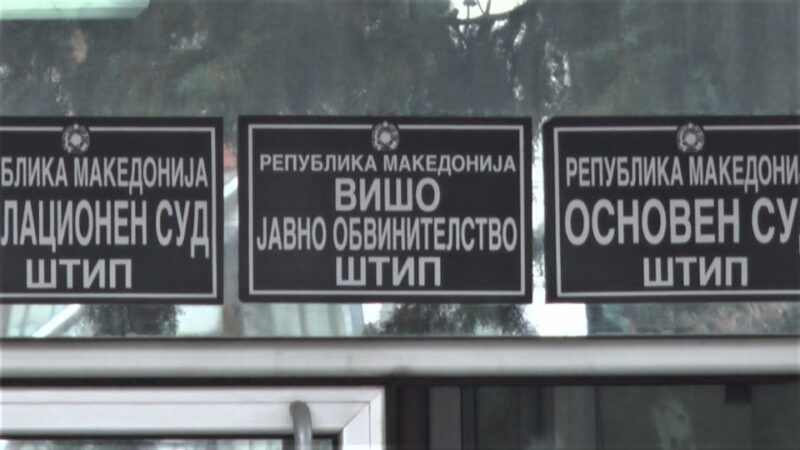 БЛИКА МАКЕДОНИЈА
ЛАЦИОНЕН СУД
ШТИП
РЕПУБЛИКА МАКЕДОНИЈА
ВИШО
ЈАВНО ОБВИНИТЕЛСТВО
ШТИП
РЕПУБЛИКА МАКЕДОНИ
ОСНОВЕН СУ
ШТИП